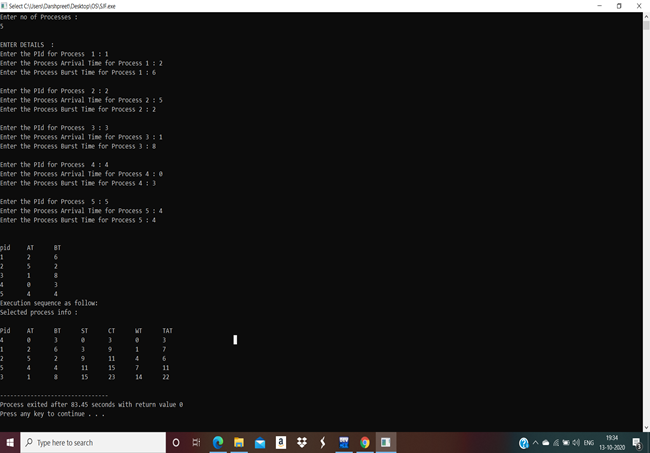 Select C:\Users\Darshpreet\Desktop\OS\SJF.exe
Enter no of Processes :
5
ENTER DETAILS :
Enter the PId for Process 1 : 1
Enter the Process Arrival Time for Process 1 : 2
Enter the Process Burst Time for Process 1 : 6
Enter the PId for Process 2 : 2
Enter the Process Arrival Time for Process 2 : 5
Enter the Process Burst Time for Process 2 : 2
Enter the PId for Process 3 : 3
Enter the Process Arrival Time for Process 3 : 1
Enter the Process Burst Time for Process 3 : 8
Enter the PId for Process 4 : 4
Enter the Process Arrival Time for Process 4 : 0
Enter the Process Burst Time for Process 4 : 3
Enter the PId for Process 5 : 5
Enter the Process Arrival Time for Process 5 : 4
Enter the Process Burst Time for Process 5 : 4
pid AT BT
1 2 6
2 5 2
3 1 8
4 0 3
5 4 4
Execution sequence as follow:
Selected process info :
Pid AT BT ST CT WT TAT
4 0 3 0 3 0 3
1 2 6 3 9 1 7
2 5 2 9 11 4 6
5 4 4 11 15 7 11
3 1 8 15 23 14 22
--------------------------------
Process exited after 83.45 seconds with return value 0
Press any key to continue . . .
Type here to search
ENG
19:34
13-10-2020